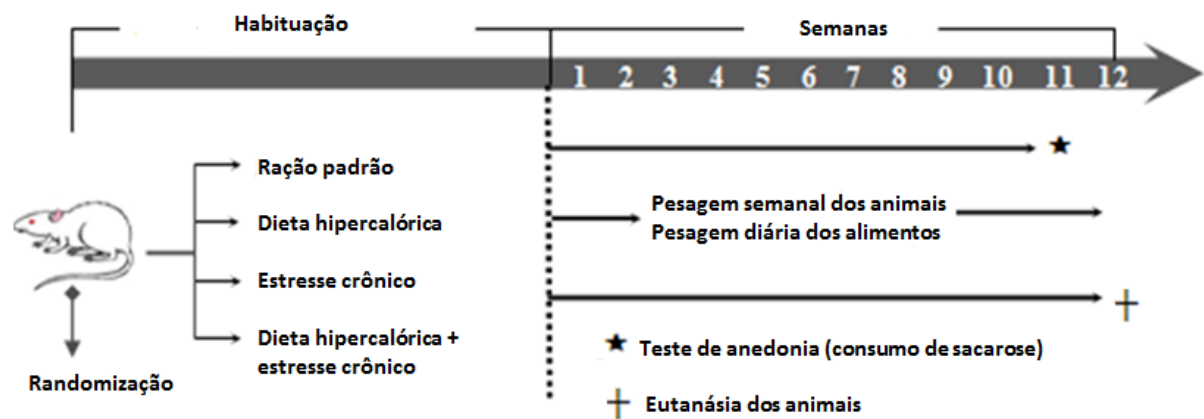 Habituação
Semanas
1 2 3 4 5 6 7 8 9 10 11 12
Ração padrão
Dieta hipercalórica
Estresse crônico
Dieta hipercalórica +
estresse crônico
Randomização
Pesagem semanal dos animais
Pesagem diária dos alimentos
Teste de anedonia (consumo de sacarose)
Eutanásia dos animais